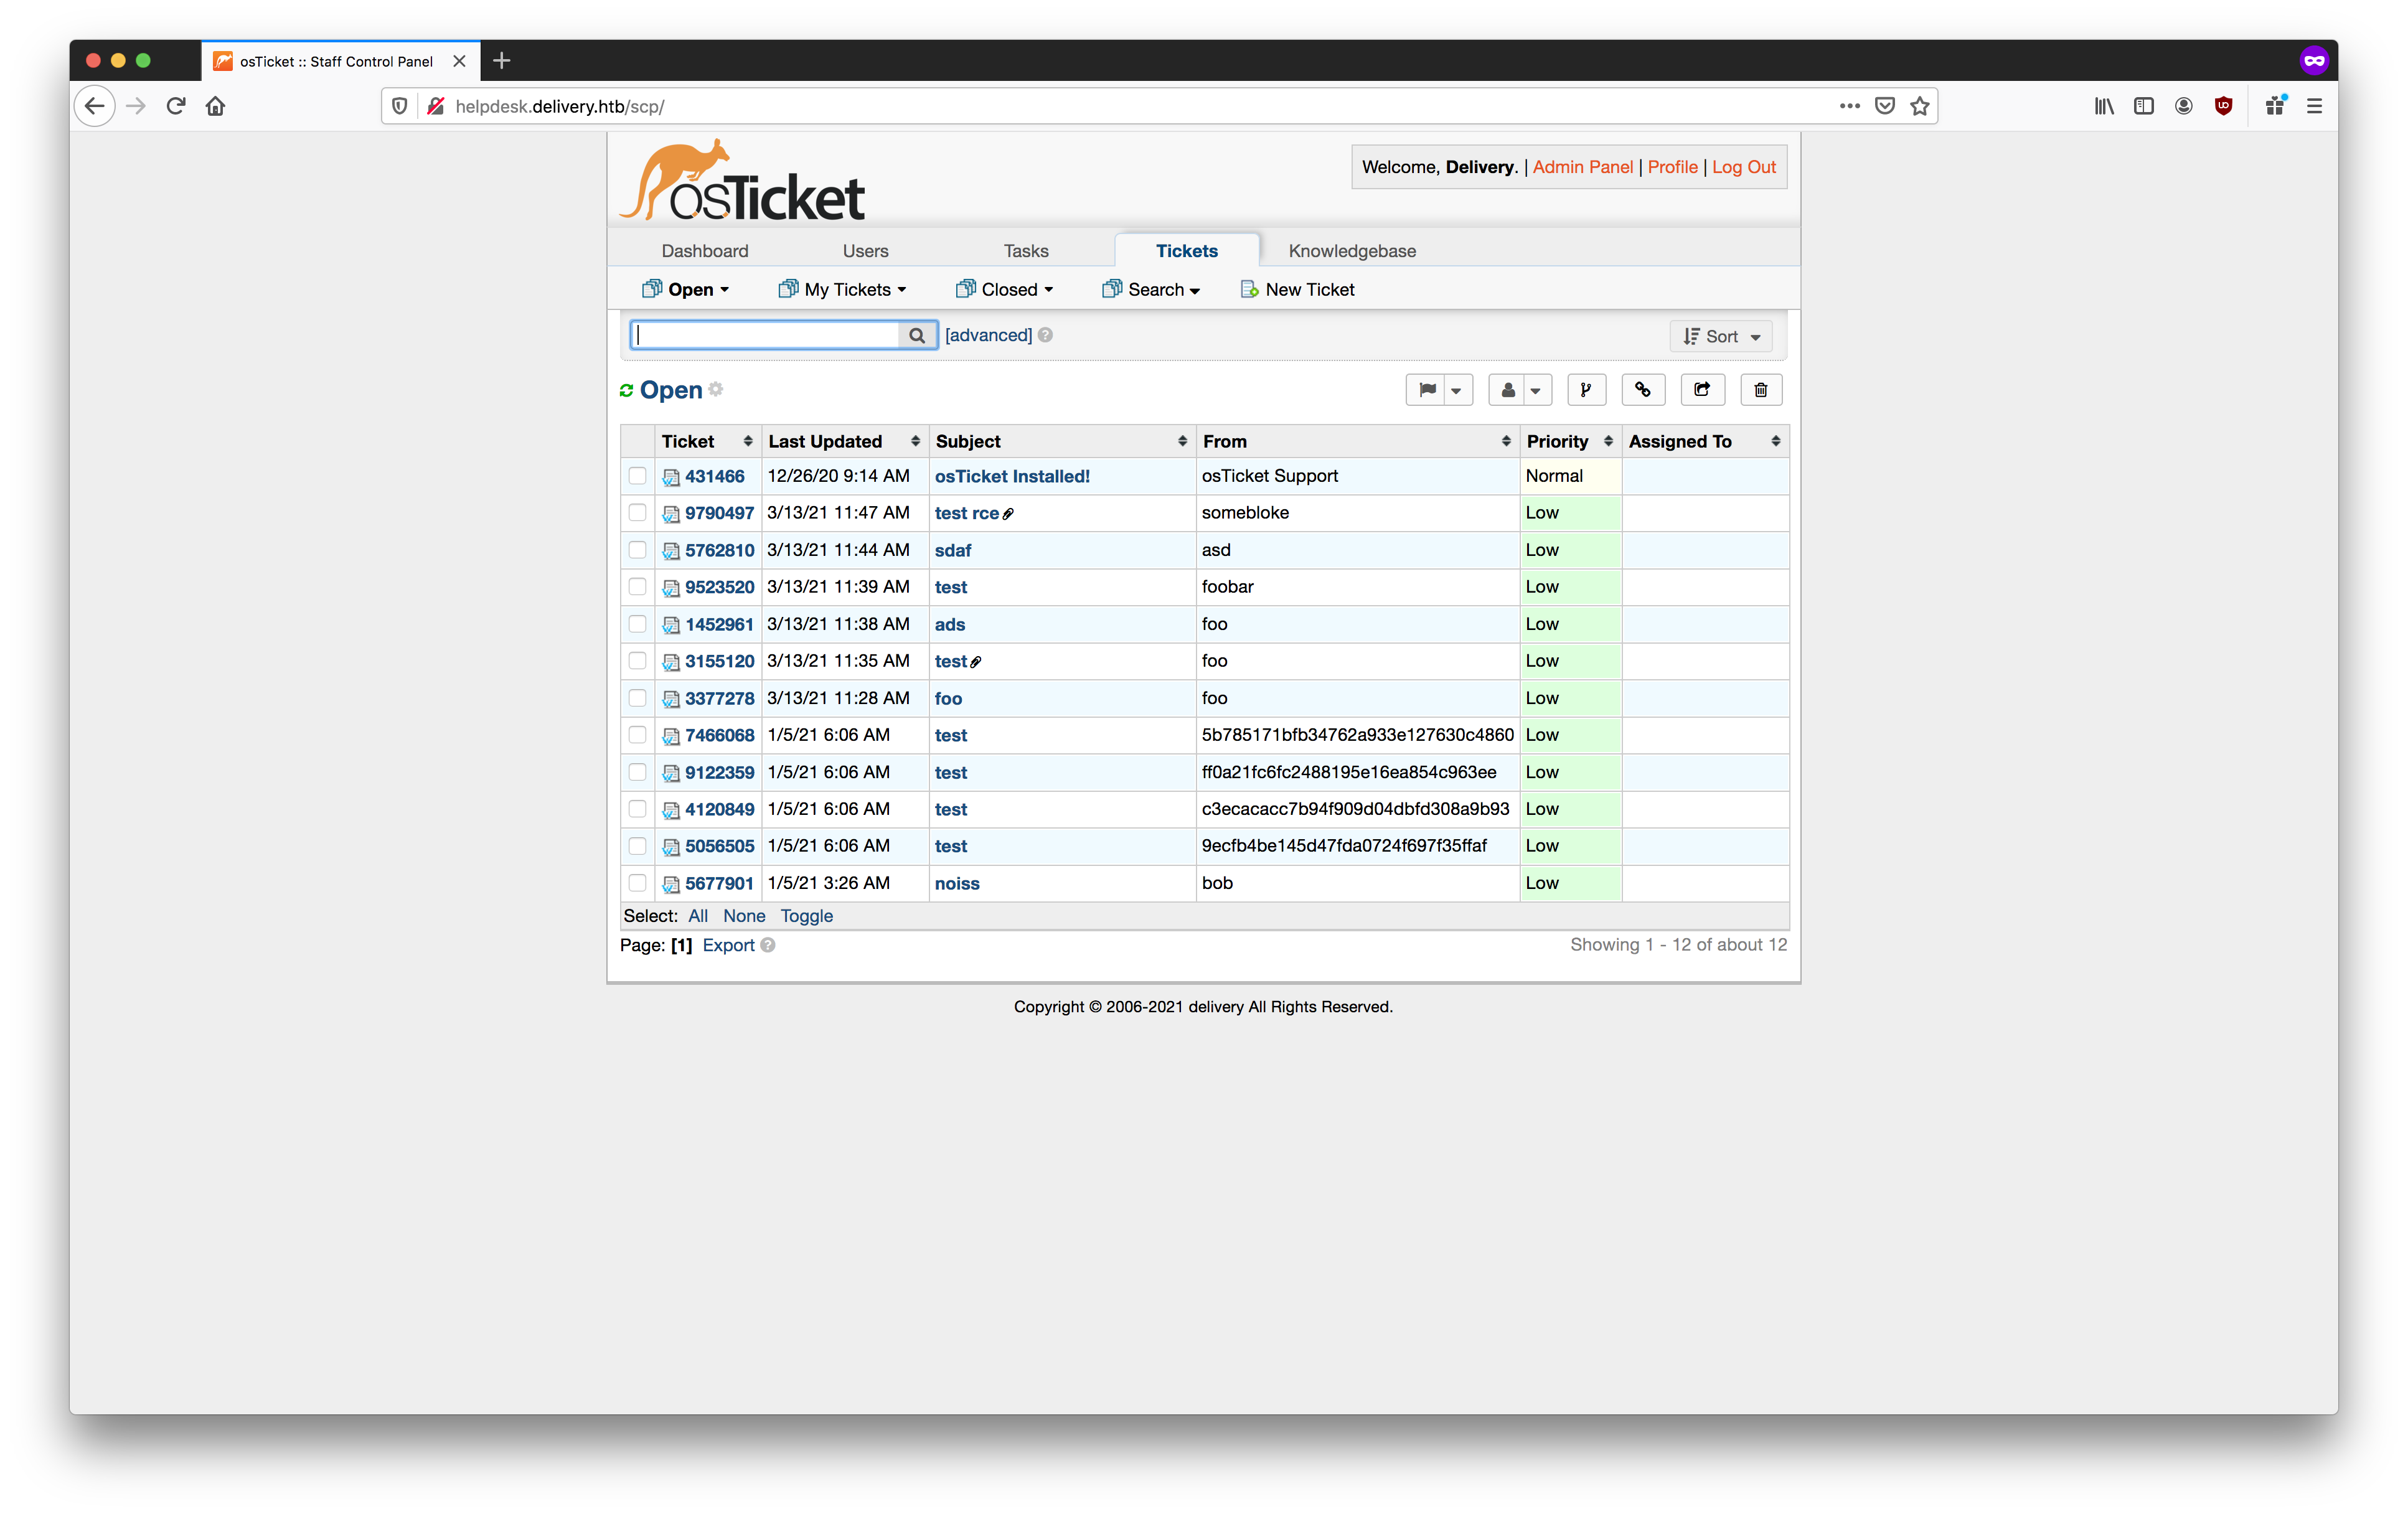 osTicket :: Staff Control Panel
helpdesk.delivery.htb/scp/
osTicket
Welcome, Delivery. | Admin Panel | Profile | Log Out
Dashboard Users Tasks Tickets Knowledgebase
Open My Tickets Closed Search New Ticket
[advanced] Sort
Open
Ticket Last Updated Subject From Priority Assigned To
431466 12/26/20 9:14 AM osTicket Installed! osTicket Support Normal
9790497 3/13/21 11:47 AM test rce somebloke Low
5762810 3/13/21 11:44 AM sdaf asd Low
9523520 3/13/21 11:39 AM test foobar Low
1452961 3/13/21 11:38 AM ads foo Low
3155120 3/13/21 11:35 AM test foo Low
3377278 3/13/21 11:28 AM foo foo Low
7466068 1/5/21 6:06 AM test 5b785171bfb34762a933e127630c4860 Low
9122359 1/5/21 6:06 AM test ff0a21fc6fc2488195e16ea854c963ee Low
4120849 1/5/21 6:06 AM test c3ecacacc7b94f909d04dbfd308a9b93 Low
5056505 1/5/21 6:06 AM test 9ecfb4be145d47fda0724f697f35ffaf Low
5677901 1/5/21 3:26 AM noiss bob Low
Select: All None Toggle
Page: [1] Export Showing 1 - 12 of about 12
Copyright © 2006-2021 delivery All Rights Reserved.